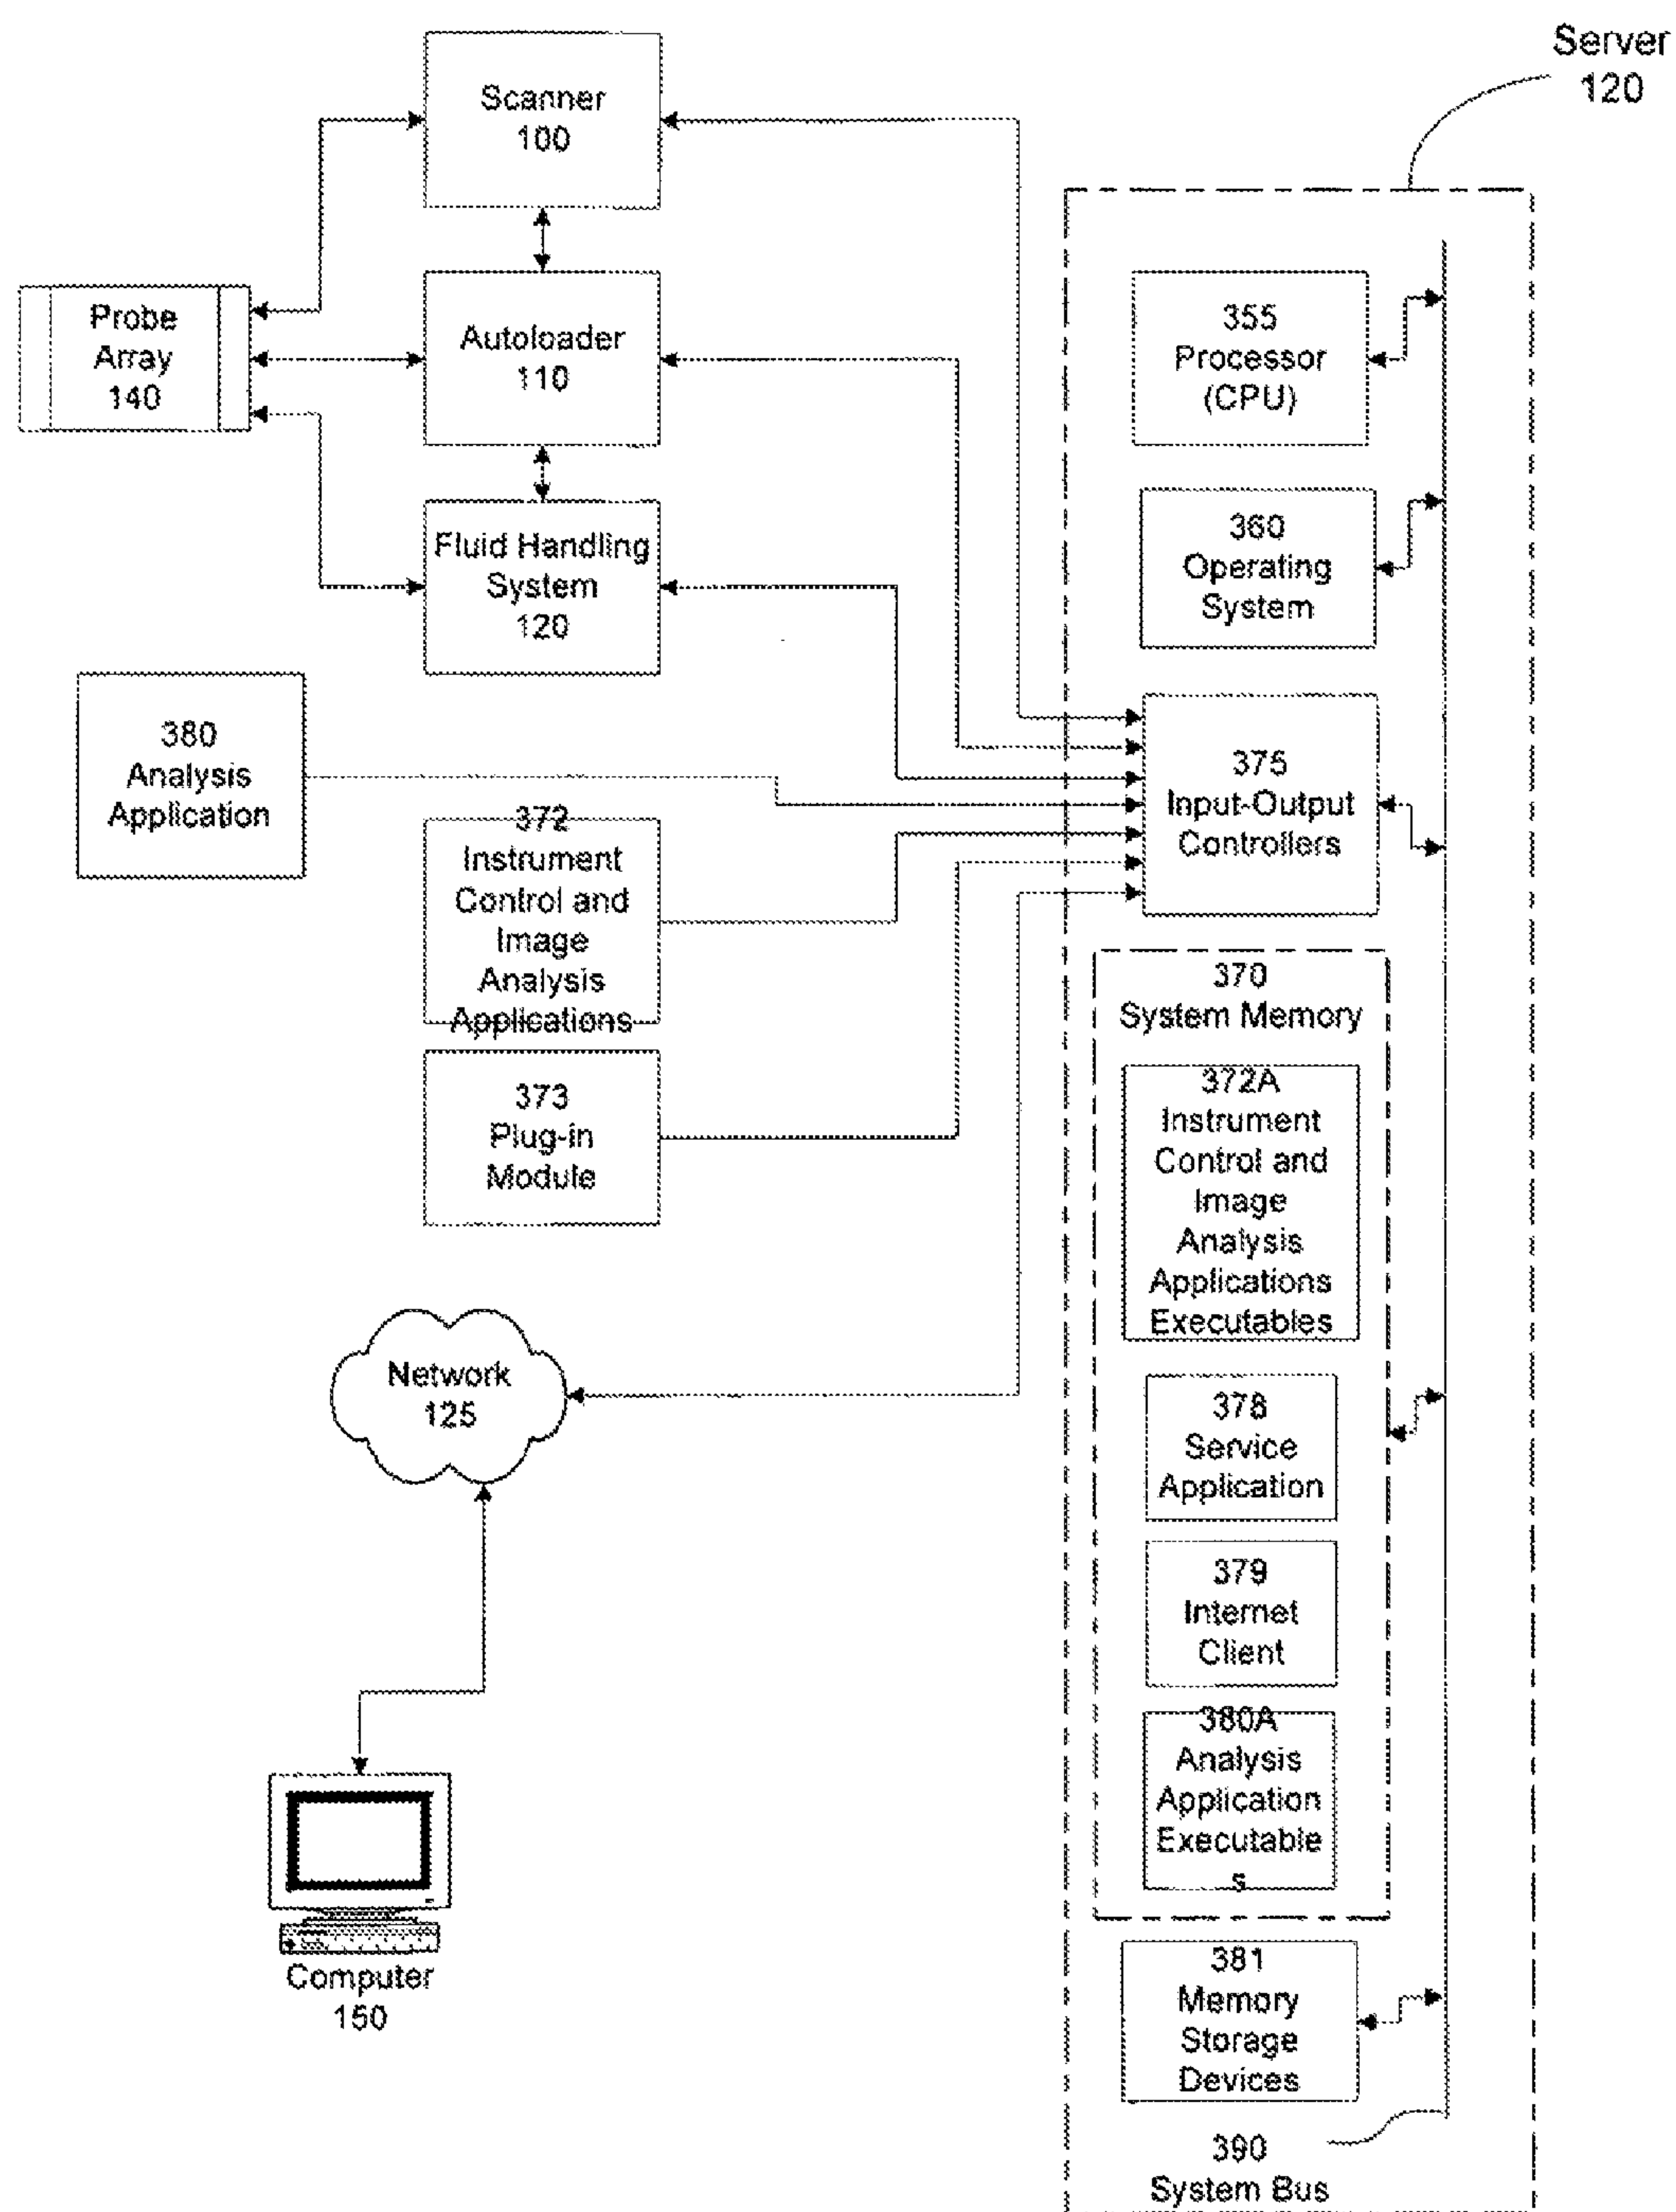 Server
120
Scanner
100
Probe
Array
140
Autoloader
110
Fluid Handling
System
120
380
Analysis
Application
372
Instrument
Control and
Image
Analysis
Applications
373
Plug-in
Module
Network
125
Computer
150
355
Processor
(CPU)
360
Operating
System
375
Input-Output
Controllers
370
System Memory
372A
Instrument
Control and
Image
Analysis
Applications
Executables
378
Service
Application
379
Internet
Client
380A
Analysis
Application
Executable
s
381
Memory
Storage
Devices
390
System Bus